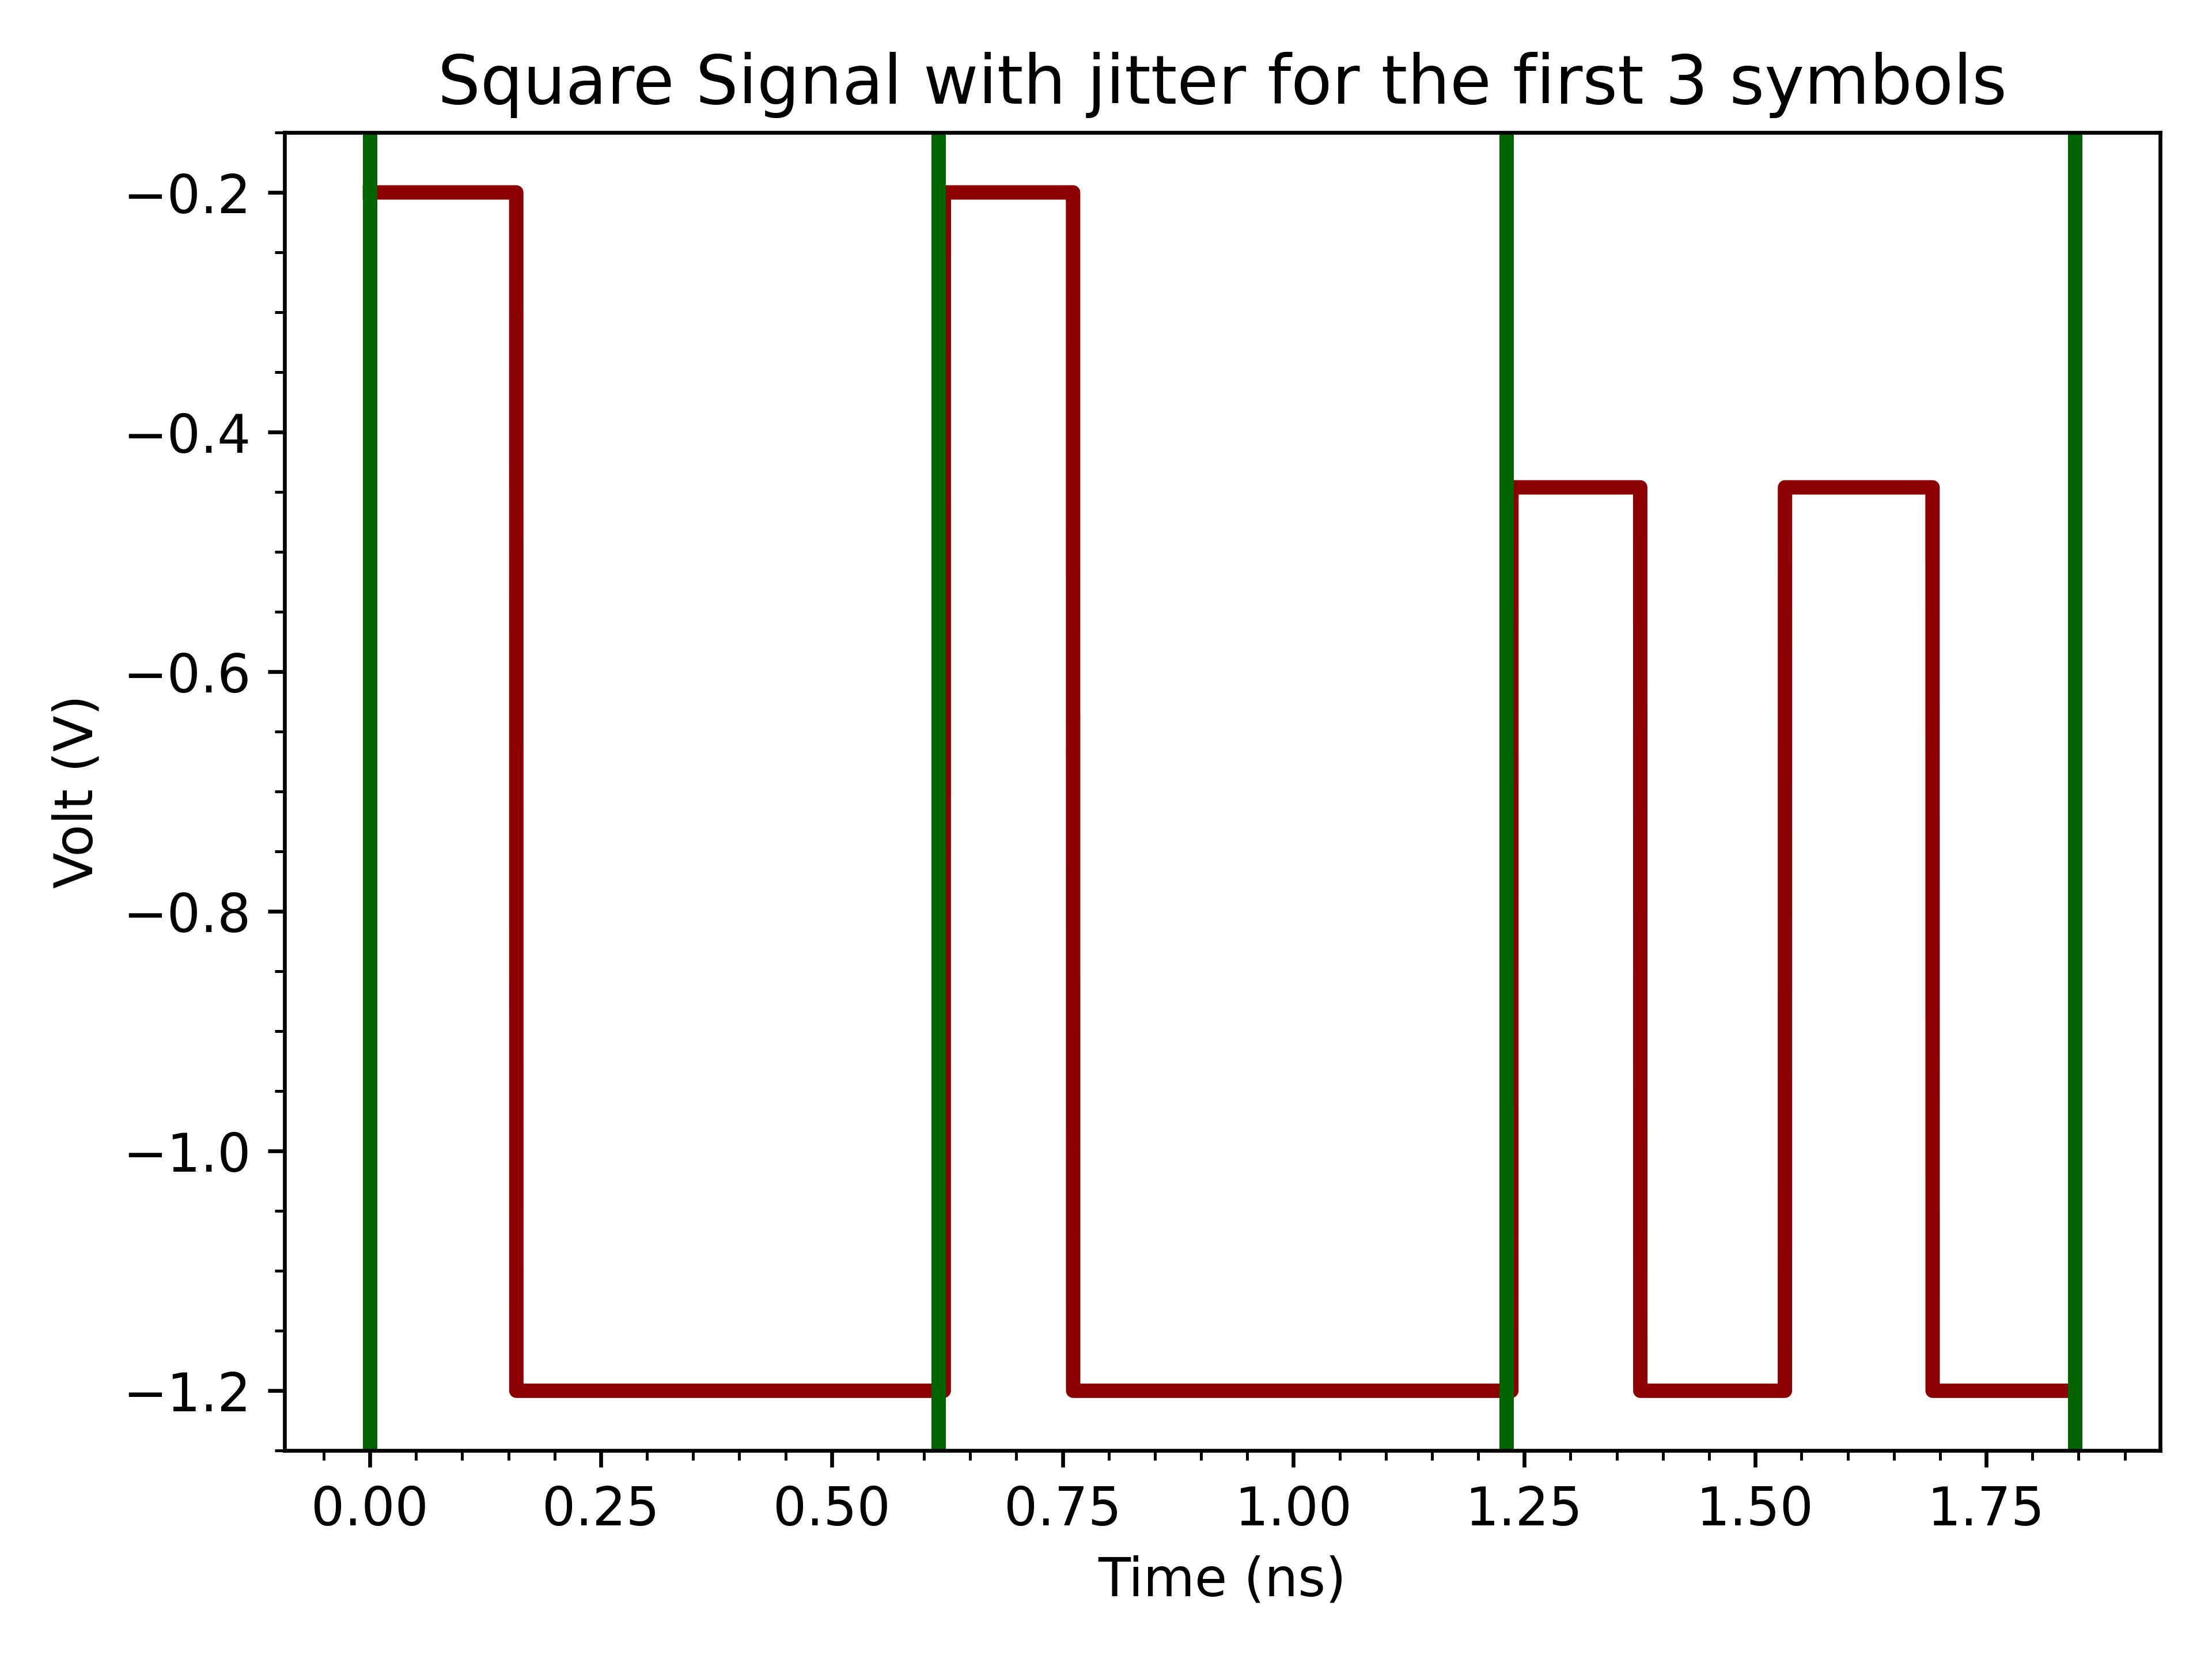 Square Signal with jitter for the first 3 symbols
−0.2
−0.4
−0.6
−0.8
−1.0
−1.2
Volt (V)
0.00 0.25 0.50 0.75 1.00 1.25 1.50 1.75
Time (ns)